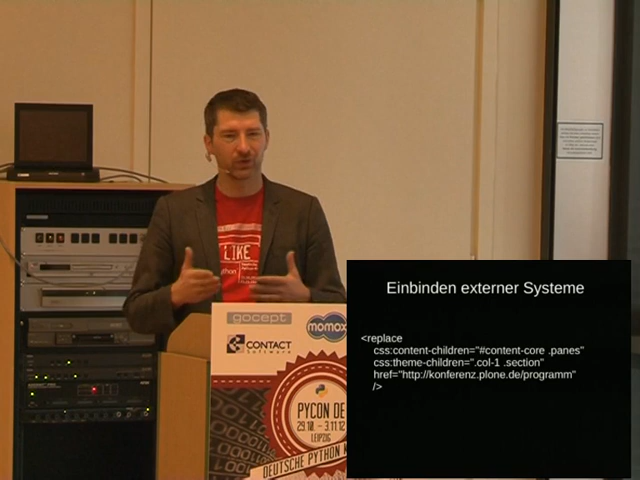 LIKE
gocept
momox
CONTACT
Software
PYCON DE
29.10. - 3.11.12
LEIPZIG
DEUTSCHE PYTHON K
Einbinden externer Systeme
<replace
css:content-children="#content-core .panes"
css:theme-children=".col-1 .section"
href="http://konferenz.plone.de/programm"
/>